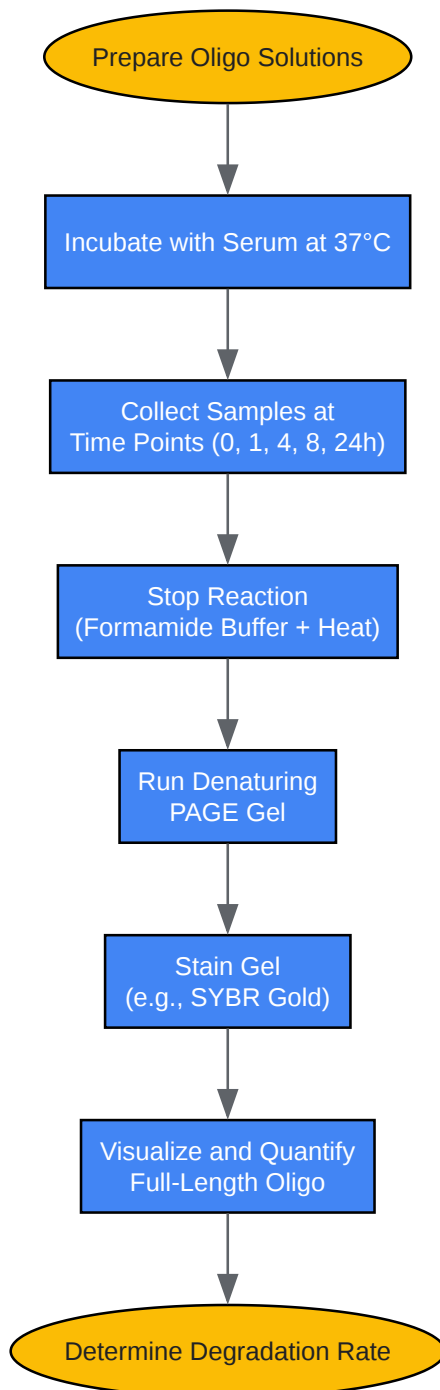 Prepare Oligo Solutions
Incubate with Serum at 37°C
Collect Samples at
Time Points (0, 1, 4, 8, 24h)
Stop Reaction
(Formamide Buffer + Heat)
Run Denaturing
PAGE Gel
Stain Gel
(e.g., SYBR Gold)
Visualize and Quantify
Full-Length Oligo
Determine Degradation Rate